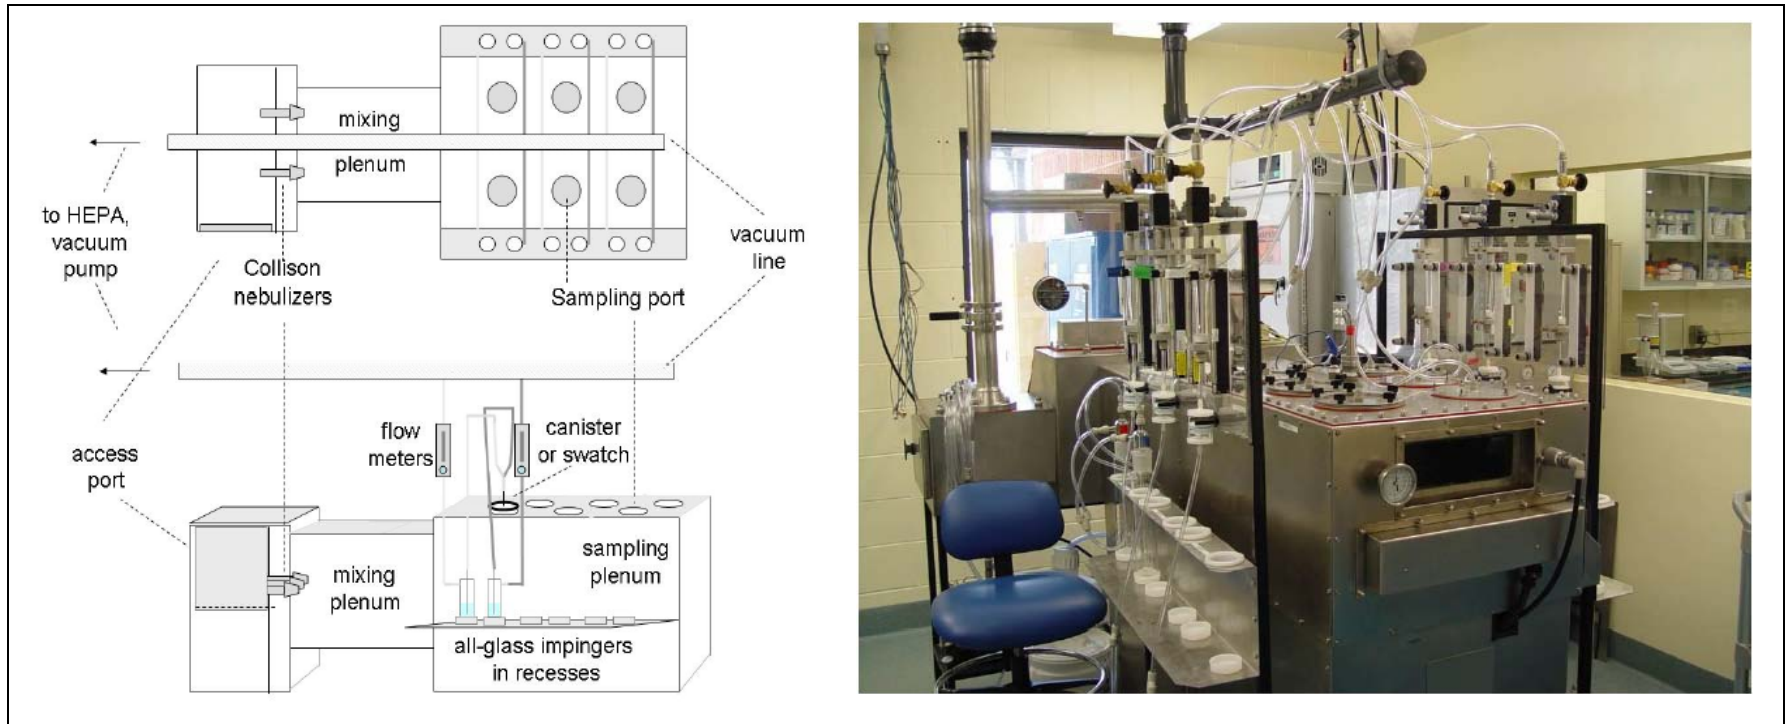 mixing
plenum
to HEPA,
vacuum
pump
Collison
nebulizers
Sampling port
vacuum
line
flow
meters
canister
or swatch
access
port
mixing
plenum
sampling
plenum
all-glass impingers
in recesses